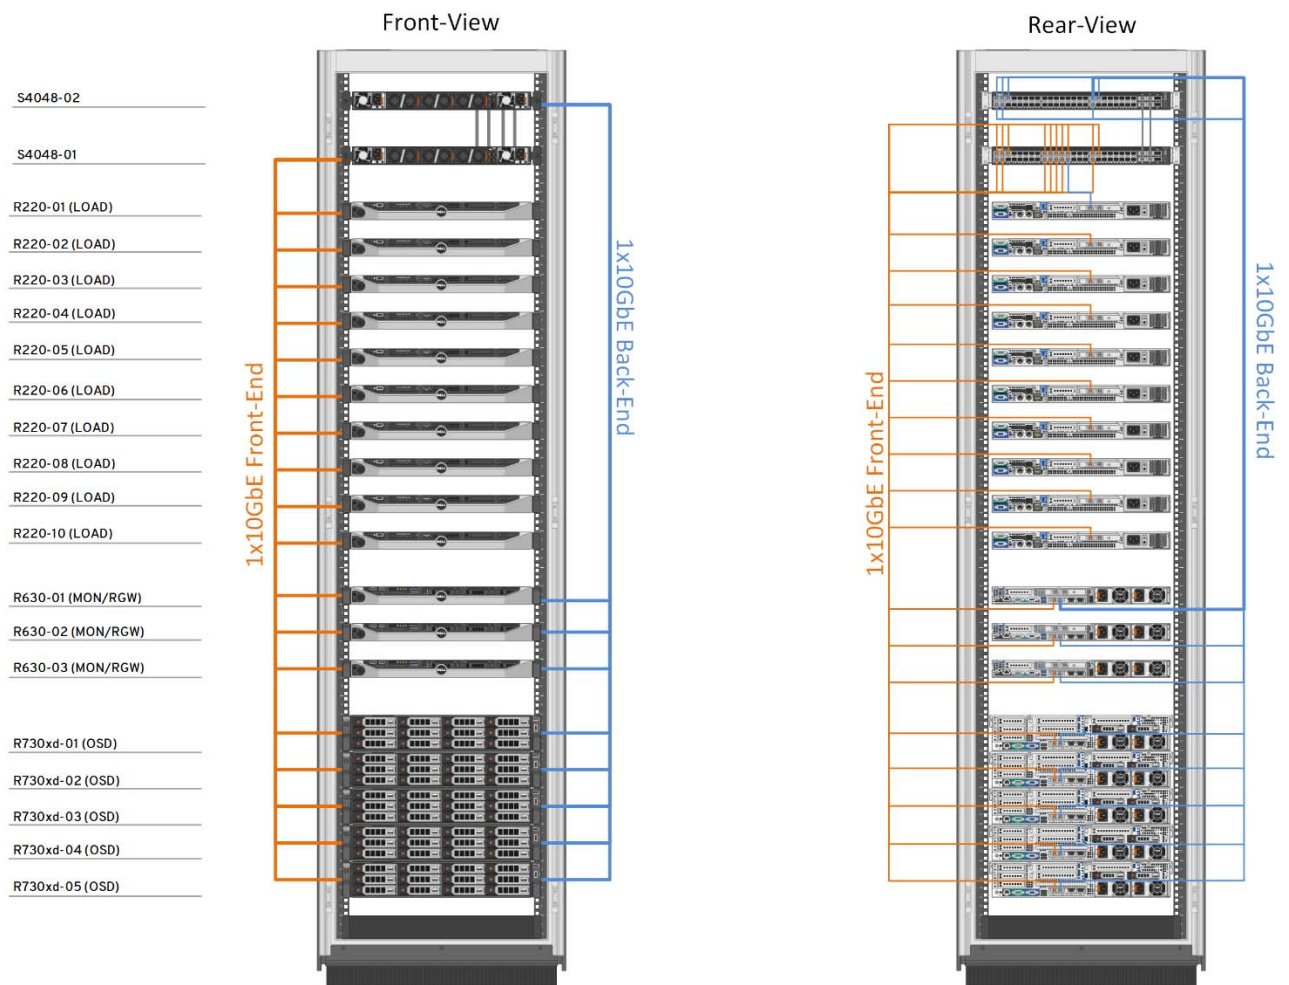 Front-View
Rear-View
S4048-02
S4048-01
R220-01 (LOAD)
R220-02 (LOAD)
R220-03 (LOAD)
R220-04 (LOAD)
R220-05 (LOAD)
R220-06 (LOAD)
R220-07 (LOAD)
R220-08 (LOAD)
R220-09 (LOAD)
R220-10 (LOAD)
R630-01 (MON/RGW)
R630-02 (MON/RGW)
R630-03 (MON/RGW)
R730xd-01 (OSD)
R730xd-02 (OSD)
R730xd-03 (OSD)
R730xd-04 (OSD)
R730xd-05 (OSD)
1x10GbE Front-End
1x10GbE Back-End
1x10GbE Front-End
1x10GbE Back-End